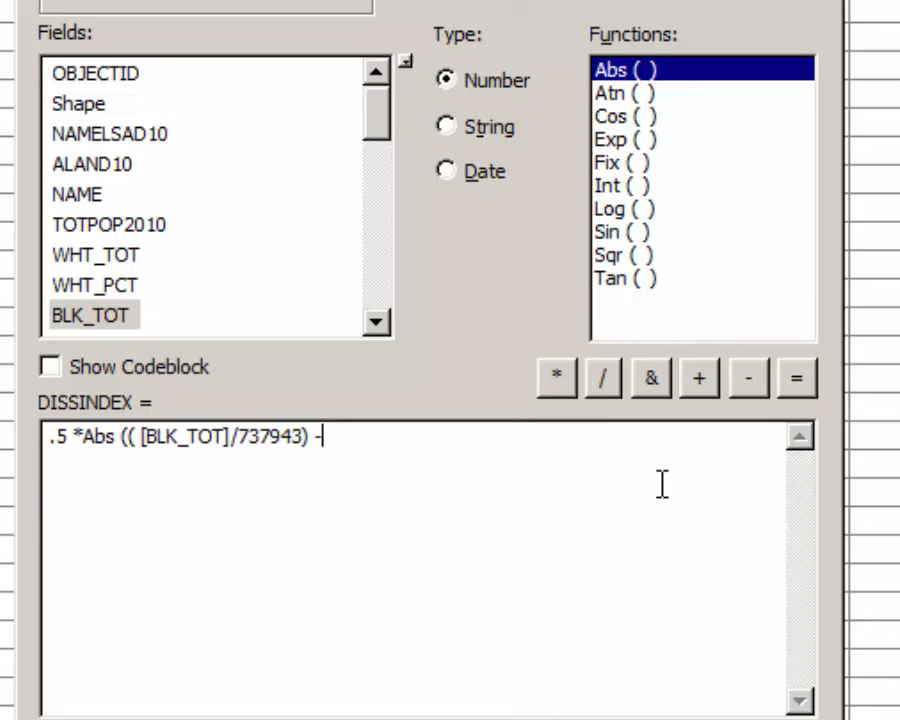 Fields:
Type:
Functions:
OBJECTID
Shape
NAMELSAD10
ALAND10
NAME
TOTPOP2010
WHT_TOT
WHT_PCT
BLK_TOT
Number
String
Date
Abs ( )
Atn ( )
Cos ( )
Exp ( )
Fix ( )
Int ( )
Log ( )
Sin ( )
Sqr ( )
Tan ( )
Show Codeblock
* / & + - =
DISSINDEX =
.5 *Abs (( [BLK_TOT]/737943) -